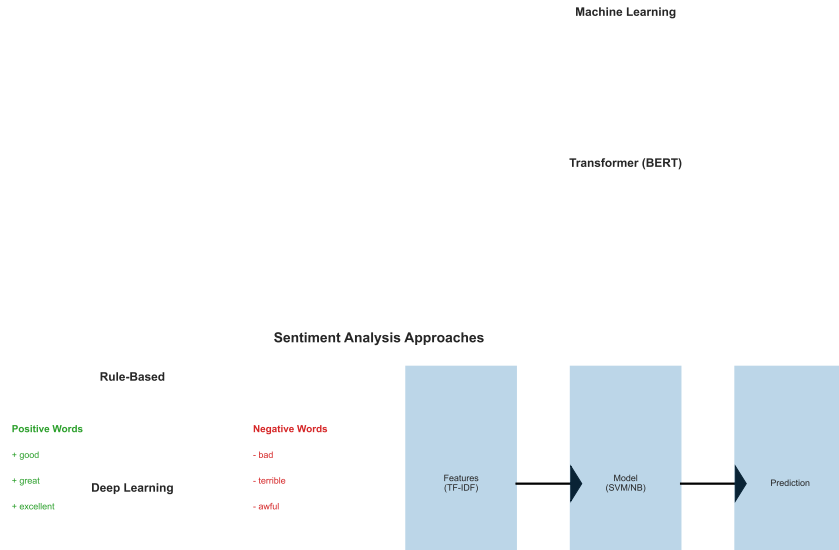 Machine Learning
Transformer (BERT)
Sentiment Analysis Approaches
Rule-Based
Positive Words
+ good
+ great
+ excellent
Negative Words
- bad
- terrible
- awful
Deep Learning
Features
(TF-IDF)
Model
(SVM/NB)
Prediction